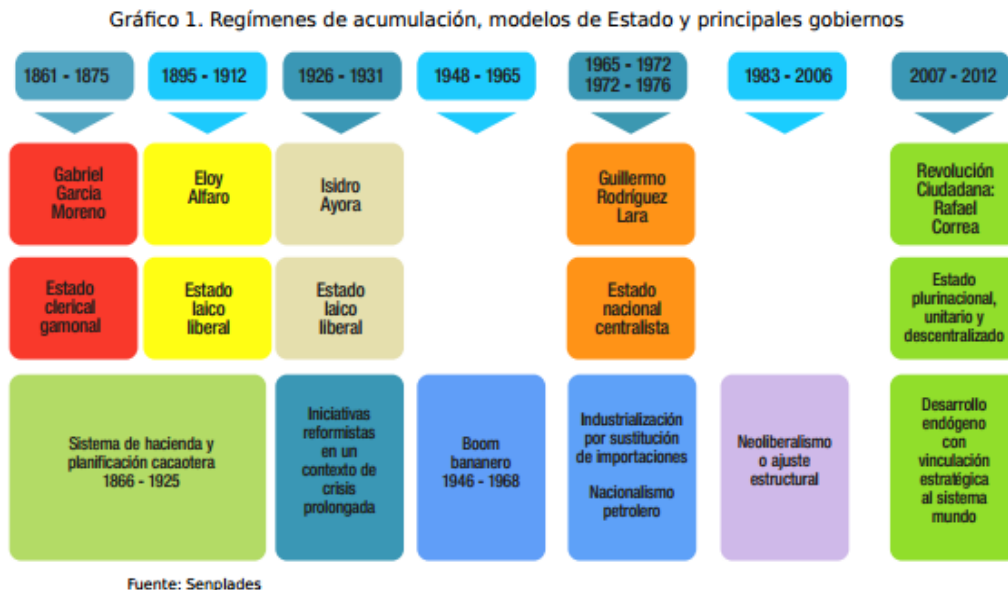 Gráfico 1. Regímenes de acumulación, modelos de Estado y principales gobiernos
1861 - 1875
1895 - 1912
1926 - 1931
1948 - 1965
1965 - 1972
1972 - 1976
1983 - 2006
2007 - 2012
Gabriel
Garcia
Moreno
Eloy
Alfaro
Isidro
Ayora
Guillermo
Rodríguez
Lara
Revolución
Ciudadana:
Rafael
Correa
Estado
clerical
gamonal
Estado
laico
liberal
Estado
laico
liberal
Estado
nacional
centralista
Estado
plurinacional,
unitario y
descentralizado
Sistema de hacienda y
planificación cacaotera
1866 - 1925
Iniciativas
reformistas
en un
contexto de
crisis
prolongada
Boom
bananero
1946 - 1968
Industrialización
por sustitución
de importaciones
Nacionalismo
petrolero
Neoliberalismo
o ajuste
estructural
Desarrollo
endógeno
con
vinculación
estratégica
al sistema
mundo
Fuente: Senplades